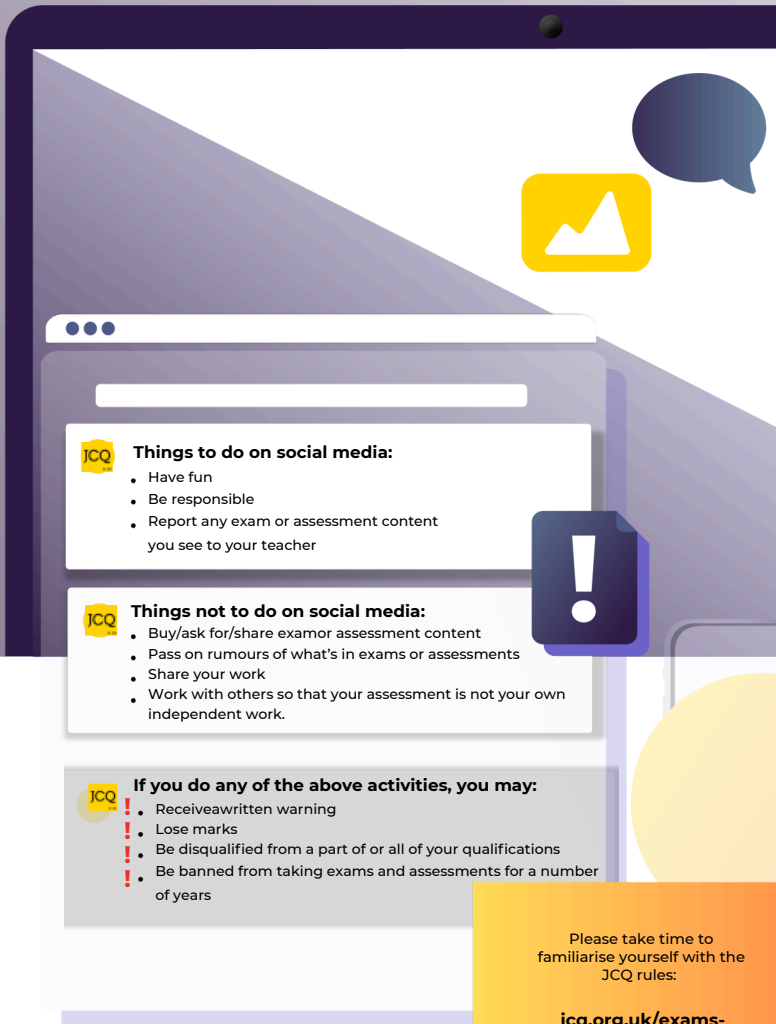 JCQ
Things to do on social media:
• Have fun
• Be responsible
• Report any exam or assessment content
you see to your teacher
JCQ
Things not to do on social media:
• Buy/ask for/share examor assessment content
• Pass on rumours of what's in exams or assessments
• Share your work
• Work with others so that your assessment is not your own
independent work.
JCQ
If you do any of the above activities, you may:
! • Receiveawritten warning
! • Lose marks
! • Be disqualified from a part of or all of your qualifications
! • Be banned from taking exams and assessments for a number
of years
Please take time to
familiarise yourself with the
JCQ rules:
jcq.org.uk/exams-